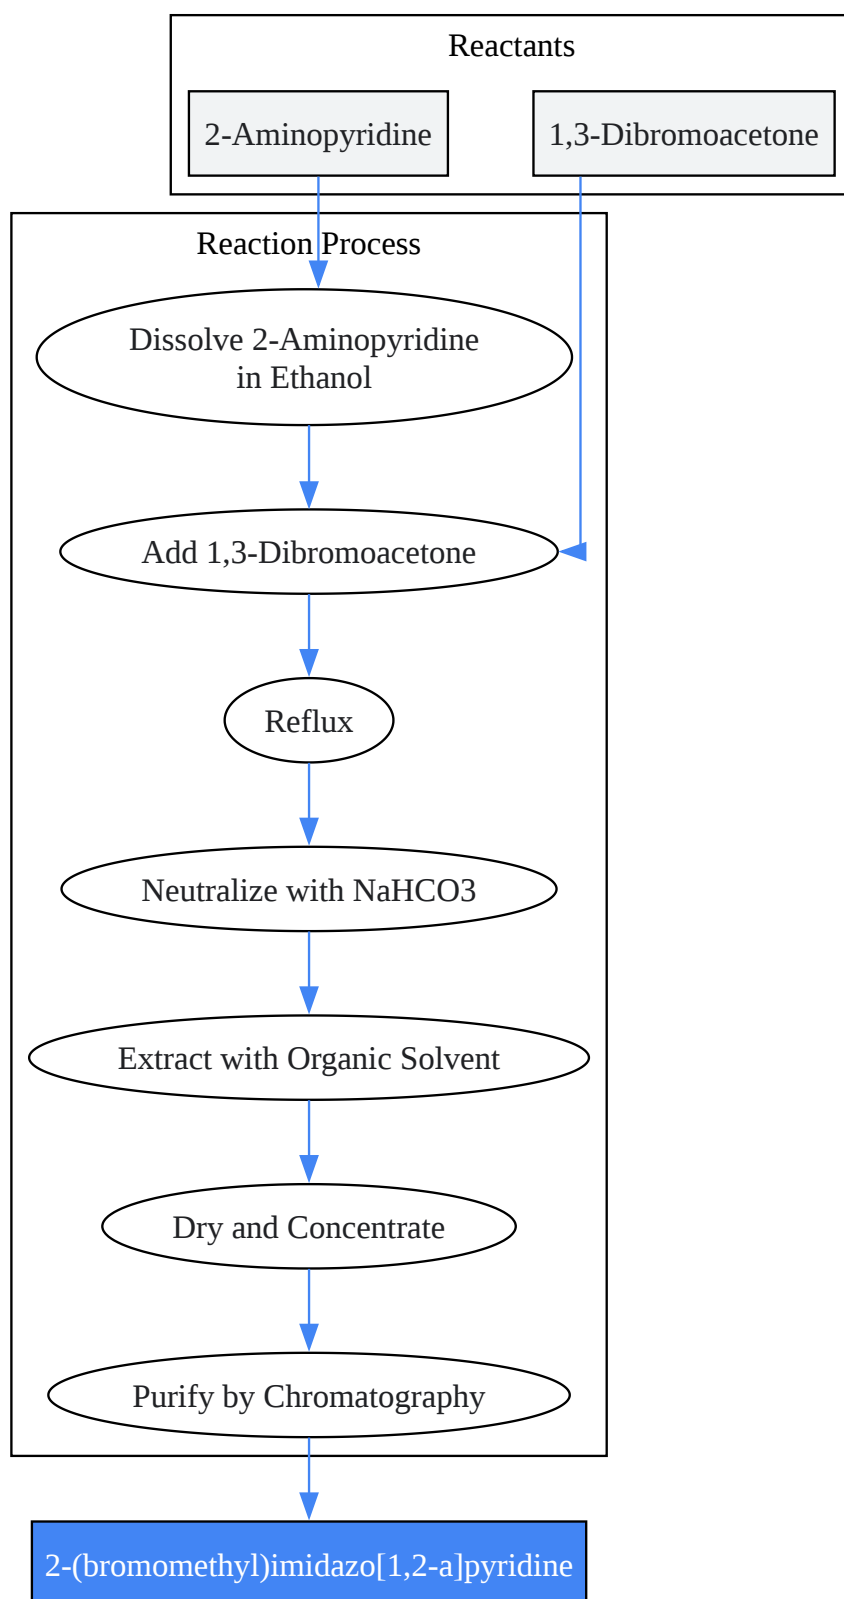 Reactants
2-Aminopyridine
1,3-Dibromoacetone
Reaction Process
Dissolve 2-Aminopyridine
in Ethanol
Add 1,3-Dibromoacetone
Reflux
Neutralize with NaHCO3
Extract with Organic Solvent
Dry and Concentrate
Purify by Chromatography
2-(bromomethyl)imidazo[1,2-a]pyridine